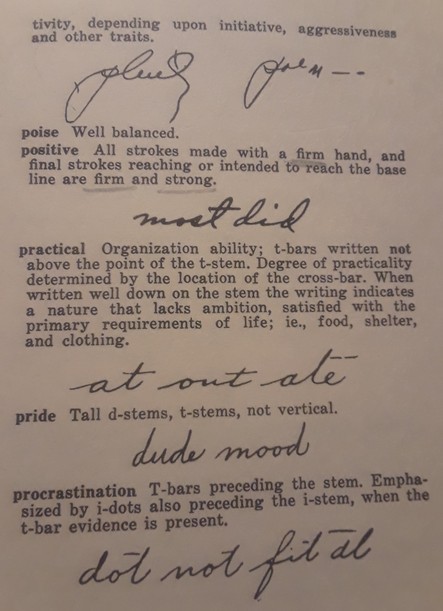 tivity, depending upon initiative, aggressiveness
and other traits.
poise Well balanced.
positive All strokes made with a firm hand, and
final strokes reaching or intended to reach the base
line are firm and strong.
most did
practical Organization ability; t-bars written not
above the point of the t-stem. Degree of practicality
determined by the location of the cross-bar. When
written well down on the stem the writing indicates
a nature that lacks ambition, satisfied with the
primary requirements of life; ie., food, shelter,
and clothing.
at out ate
pride Tall d-stems, t-stems, not vertical.
dude mood
procrastination T-bars preceding the stem. Empha-
sized by i-dots also preceding the i-stem, when the
t-bar evidence is present.
dot not fit